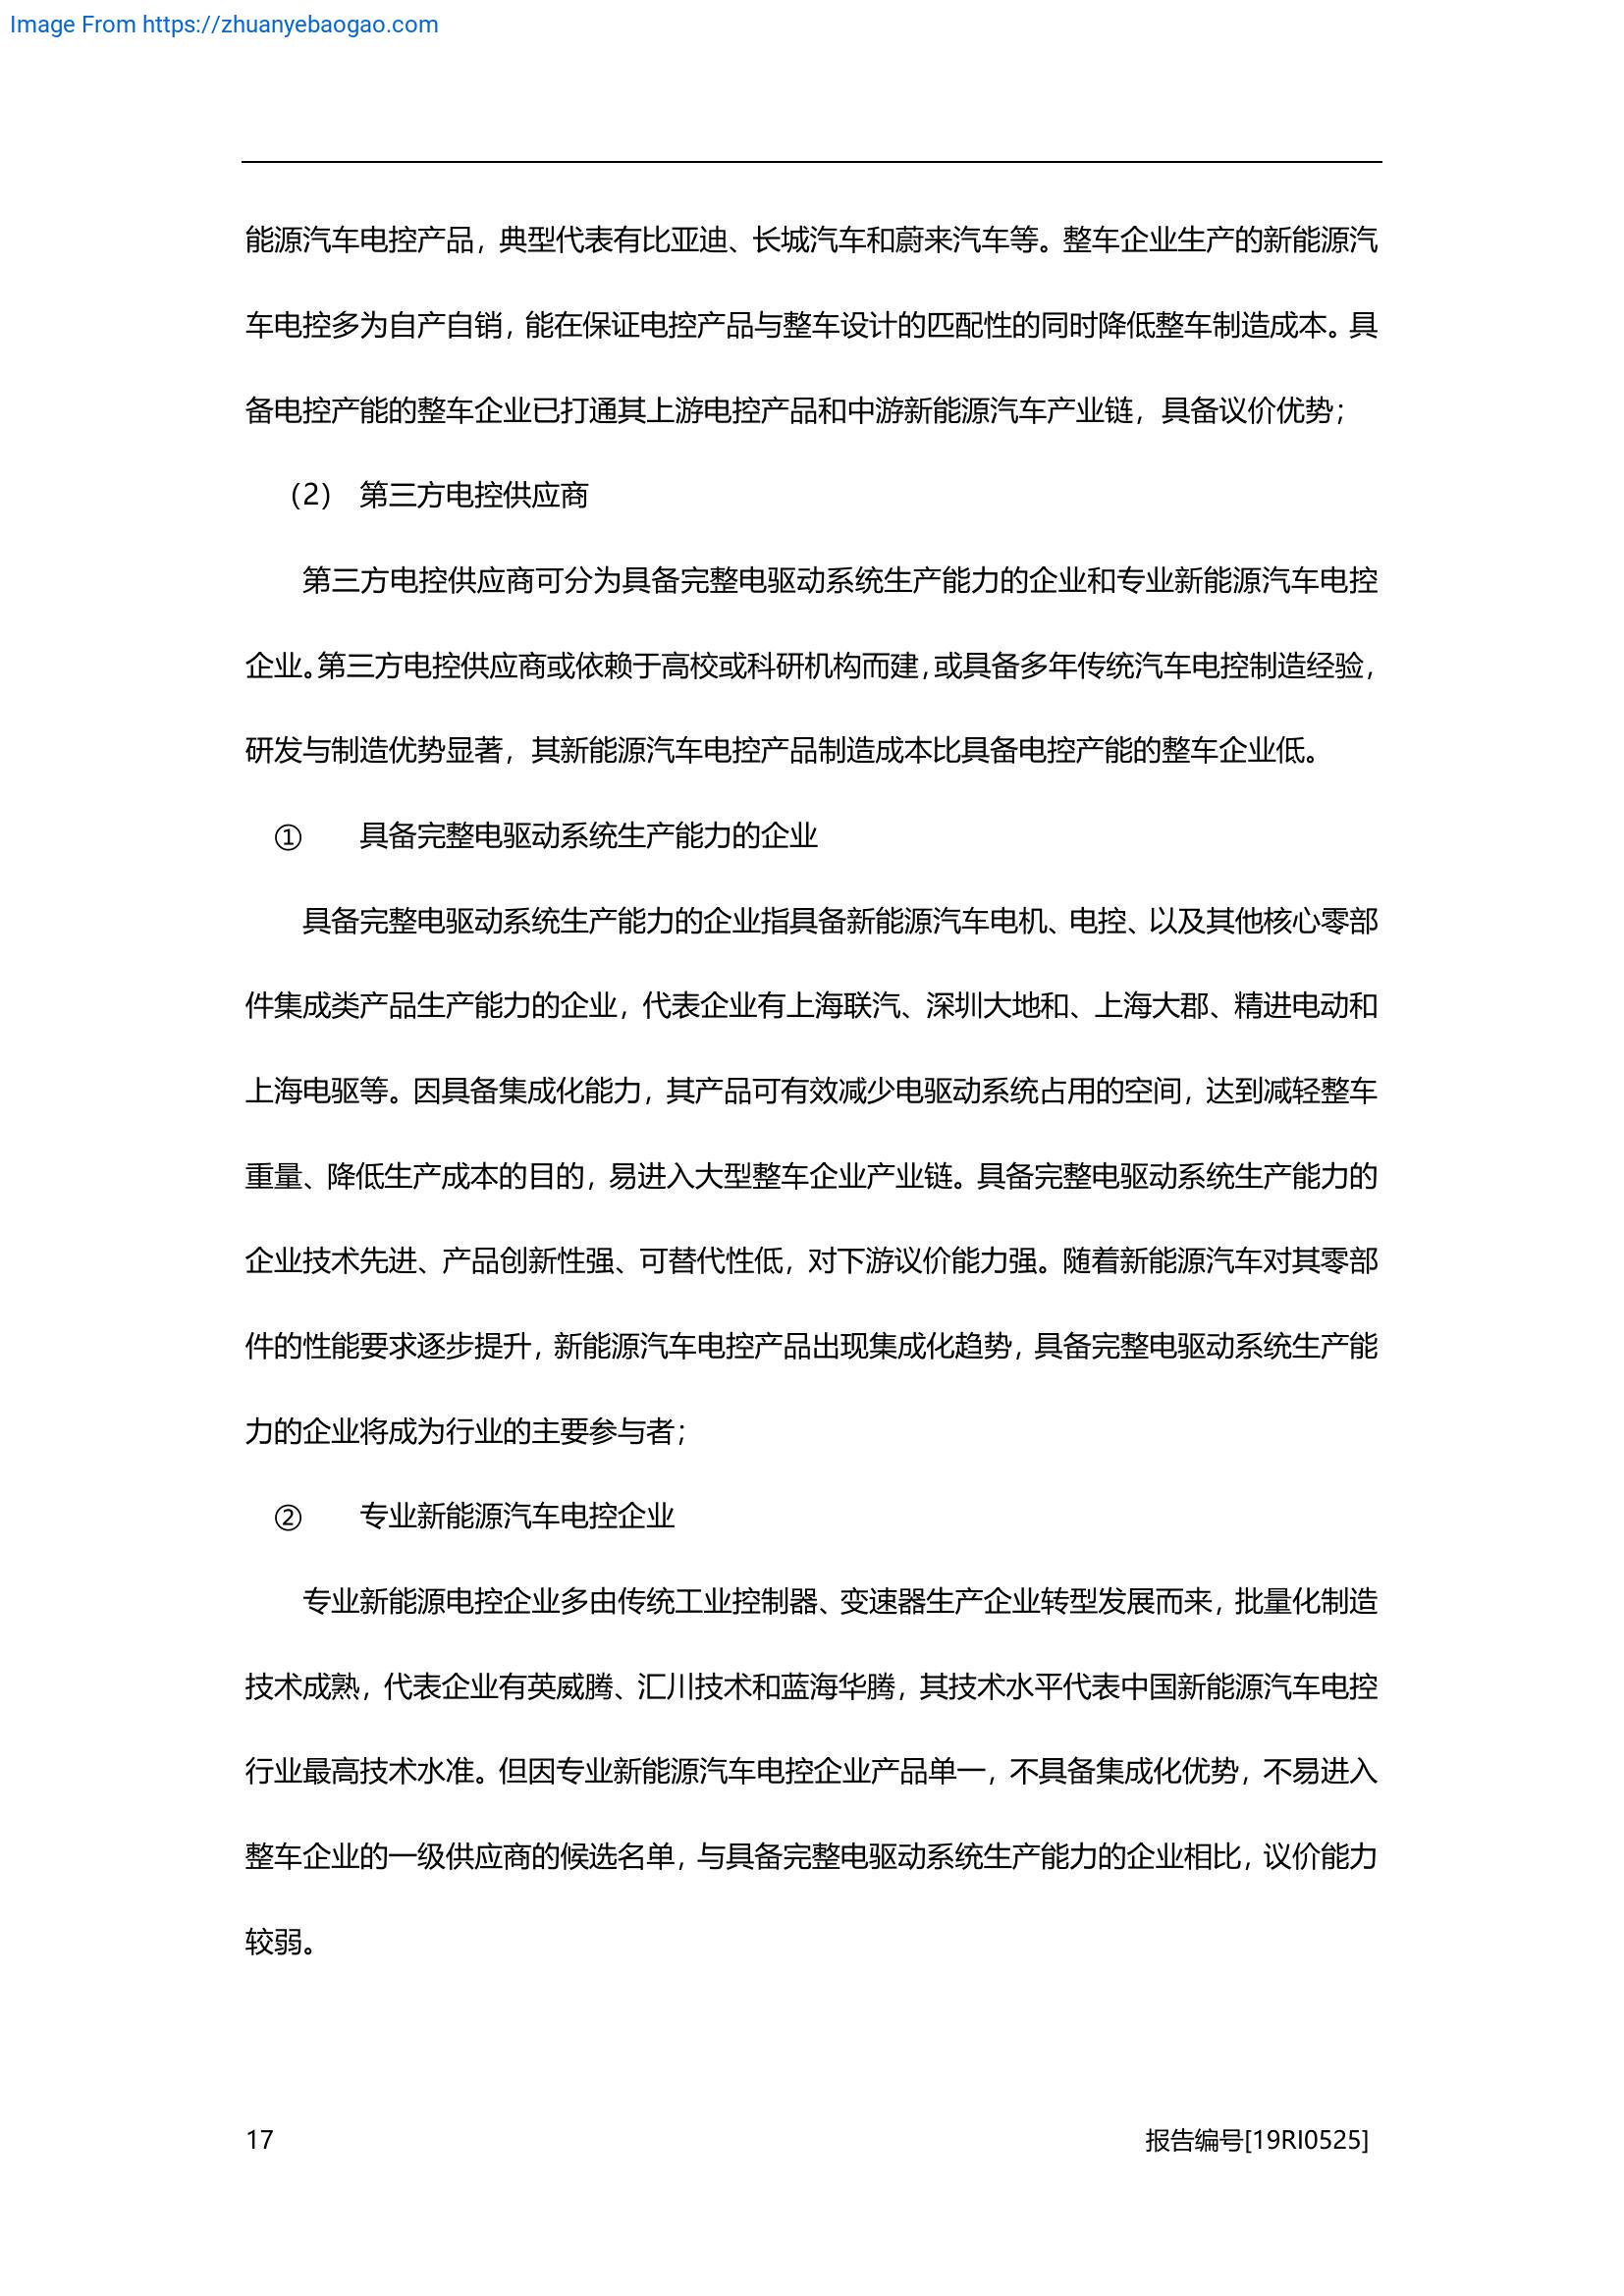 Image From https://zhuanyebaogao.com
能源汽车电控产品，典型代表有比亚迪、长城汽车和蔚来汽车等。整车企业生产的新能源汽
车电控多为自产自销，能在保证电控产品与整车设计的匹配性的同时降低整车制造成本。具
备电控产能的整车企业已打通其上游电控产品和中游新能源汽车产业链，具备议价优势；
（2） 第三方电控供应商
第三方电控供应商可分为具备完整电驱动系统生产能力的企业和专业新能源汽车电控
企业。第三方电控供应商或依赖于高校或科研机构而建，或具备多年传统汽车电控制造经验，
研发与制造优势显著，其新能源汽车电控产品制造成本比具备电控产能的整车企业低。
① 具备完整电驱动系统生产能力的企业
具备完整电驱动系统生产能力的企业指具备新能源汽车电机、电控、以及其他核心零部
件集成类产品生产能力的企业，代表企业有上海联汽、深圳大地和、上海大郡、精进电动和
上海电驱等。因具备集成化能力，其产品可有效减少电驱动系统占用的空间，达到减轻整车
重量、降低生产成本的目的，易进入大型整车企业产业链。具备完整电驱动系统生产能力的
企业技术先进、产品创新性强、可替代性低，对下游议价能力强。随着新能源汽车对其零部
件的性能要求逐步提升，新能源汽车电控产品出现集成化趋势，具备完整电驱动系统生产能
力的企业将成为行业的主要参与者；
② 专业新能源汽车电控企业
专业新能源电控企业多由传统工业控制器、变速器生产企业转型发展而来，批量化制造
技术成熟，代表企业有英威腾、汇川技术和蓝海华腾，其技术水平代表中国新能源汽车电控
行业最高技术水准。但因专业新能源汽车电控企业产品单一，不具备集成化优势，不易进入
整车企业的一级供应商的候选名单，与具备完整电驱动系统生产能力的企业相比，议价能力
较弱。
17 报告编号[19RI0525]